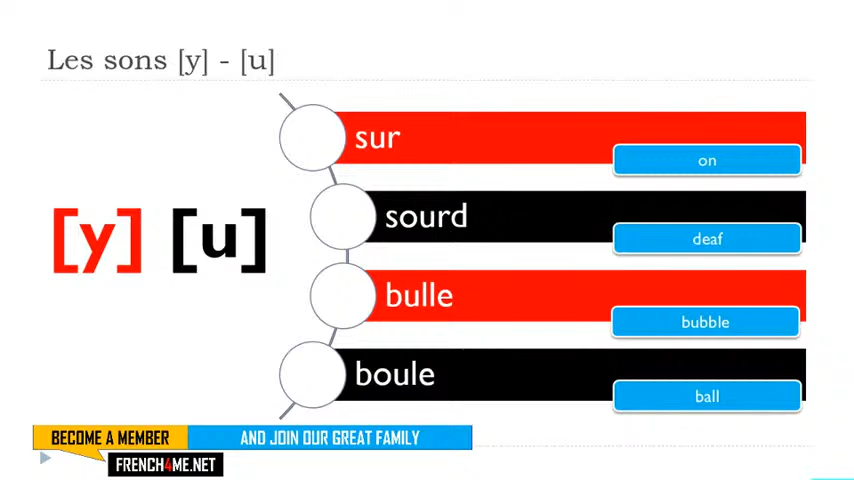 Les sons [y] - [u]
[y] [u]
sur
on
sourd
deaf
bulle
bubble
boule
ball
BECOME A MEMBER
AND JOIN OUR GREAT FAMILY
FRENCH4ME.NET